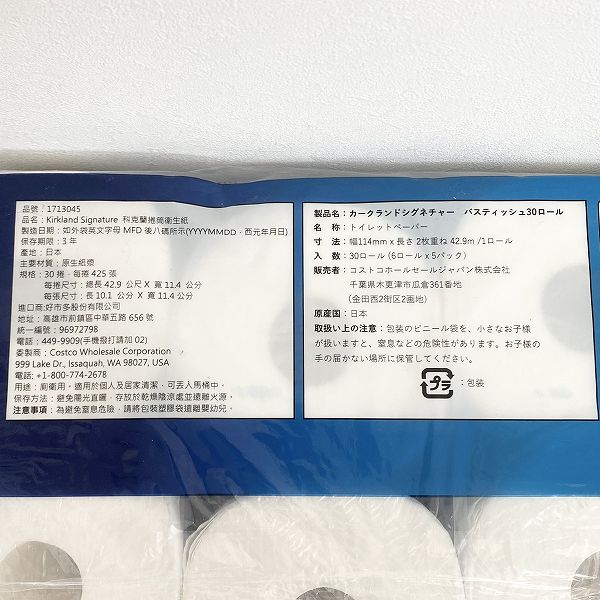 品號：1713045
品名：Kirkland Signature 科克蘭捲筒衛生紙
製造日期：如外袋英文字母 MFD 後八碼所示(YYYYMMDD，西元年月日)
保存期限：3 年
產地：日本
主要材質：原生紙漿
規格：30 捲，每捲 425 張
每捲尺寸：總長 42.9 公尺 X 寬 11.4 公分
每張尺寸：長 10.1 公分 X 寬 11.4 公分
進口商:好市多股份有限公司
地址：高雄市前鎮區中華五路 656 號
統一編號：96972798
電話：449-9909(手機撥打請加 02)
委製商：Costco Wholesale Corporation
999 Lake Dr., Issaquah, WA 98027, USA
電話: +1-800-774-2678
用途：廁衛用。適用於個人及居家清潔，可丟入馬桶中。
保存方法：避免陽光直曬，存放於乾燥陰涼處並遠離火源。
注意事項：為避免窒息危險，請將包裝塑膠袋遠離嬰幼兒。
製品名：カークランドシグネチャー バスティッシュ30ロール
名 称：トイレットペーパー
寸 法：幅114mm x 長さ 2枚重ね 42.9m /1ロール
入 数：30ロール (6ロール x 5パック)
販売者：コストコホールセールジャパン株式会社
千葉県木更津市瓜倉361番地
(金田西2街区2画地)
原産国：日本
取扱い上の注意：包装のビニール袋を、小さなお子様
が扱いますと、窒息などの危険性があります。お子様の
手の届かない場所に保管してください。
プラ：包装